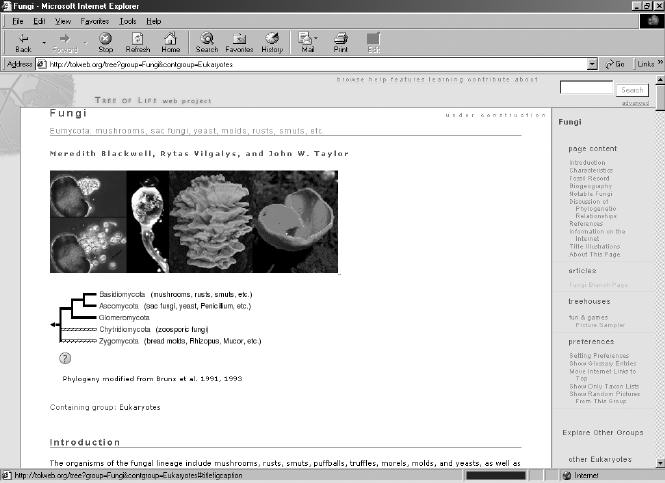 Fungi - Microsoft Internet Explorer
File Edit View Favorites Tools Help
Back Forward Stop Refresh Home Search Favorites History Mail Print Edit
Address http://tolweb.org/tree?group=Fungi&contgroup=Eukaryotes Go Links »
browse help features learning contribute about
Search
advanced
TREE OF LIFE web project
Fungi
under construction
Eumycota: mushrooms, sac fungi, yeast, molds, rusts, smuts, etc.
Meredith Blackwell, Rytas Vilgalys, and John W. Taylor
Basidiomycota (mushrooms, rusts, smuts, etc.)
Ascomycota (sac fungi, yeast, Penicillium, etc.)
Glomeromycota
Chytridiomycota (zoosporic fungi)
Zygomycota (bread molds, Rhizopus, Mucor, etc.)
?
Phylogeny modified from Bruns et al. 1991, 1993
Containing group: Eukaryotes
Introduction
The organisms of the fungal lineage include mushrooms, rusts, smuts, puffballs, truffles, morels, molds, and yeasts, as well as
Fungi
page content
Introduction
Characteristics
Fossil Record
Biogeography
Notable Fungi
Discussion of
Phylogenetic
Relationships
References
Information on the
Internet
Title Illustrations
About This Page
articles
Fungi Danish Page
treehouses
fun & games
Picture Sampler
preferences
Setting Preferences
Show Glossary Entries
Move Internet Links to
Top
Show Only Taxon Lists
Show Random Pictures
From This Group
Explore Other Groups
other Eukaryotes
http://tolweb.org/tree?group=Fungi&contgroup=Eukaryotes#titlefigcaption
Internet